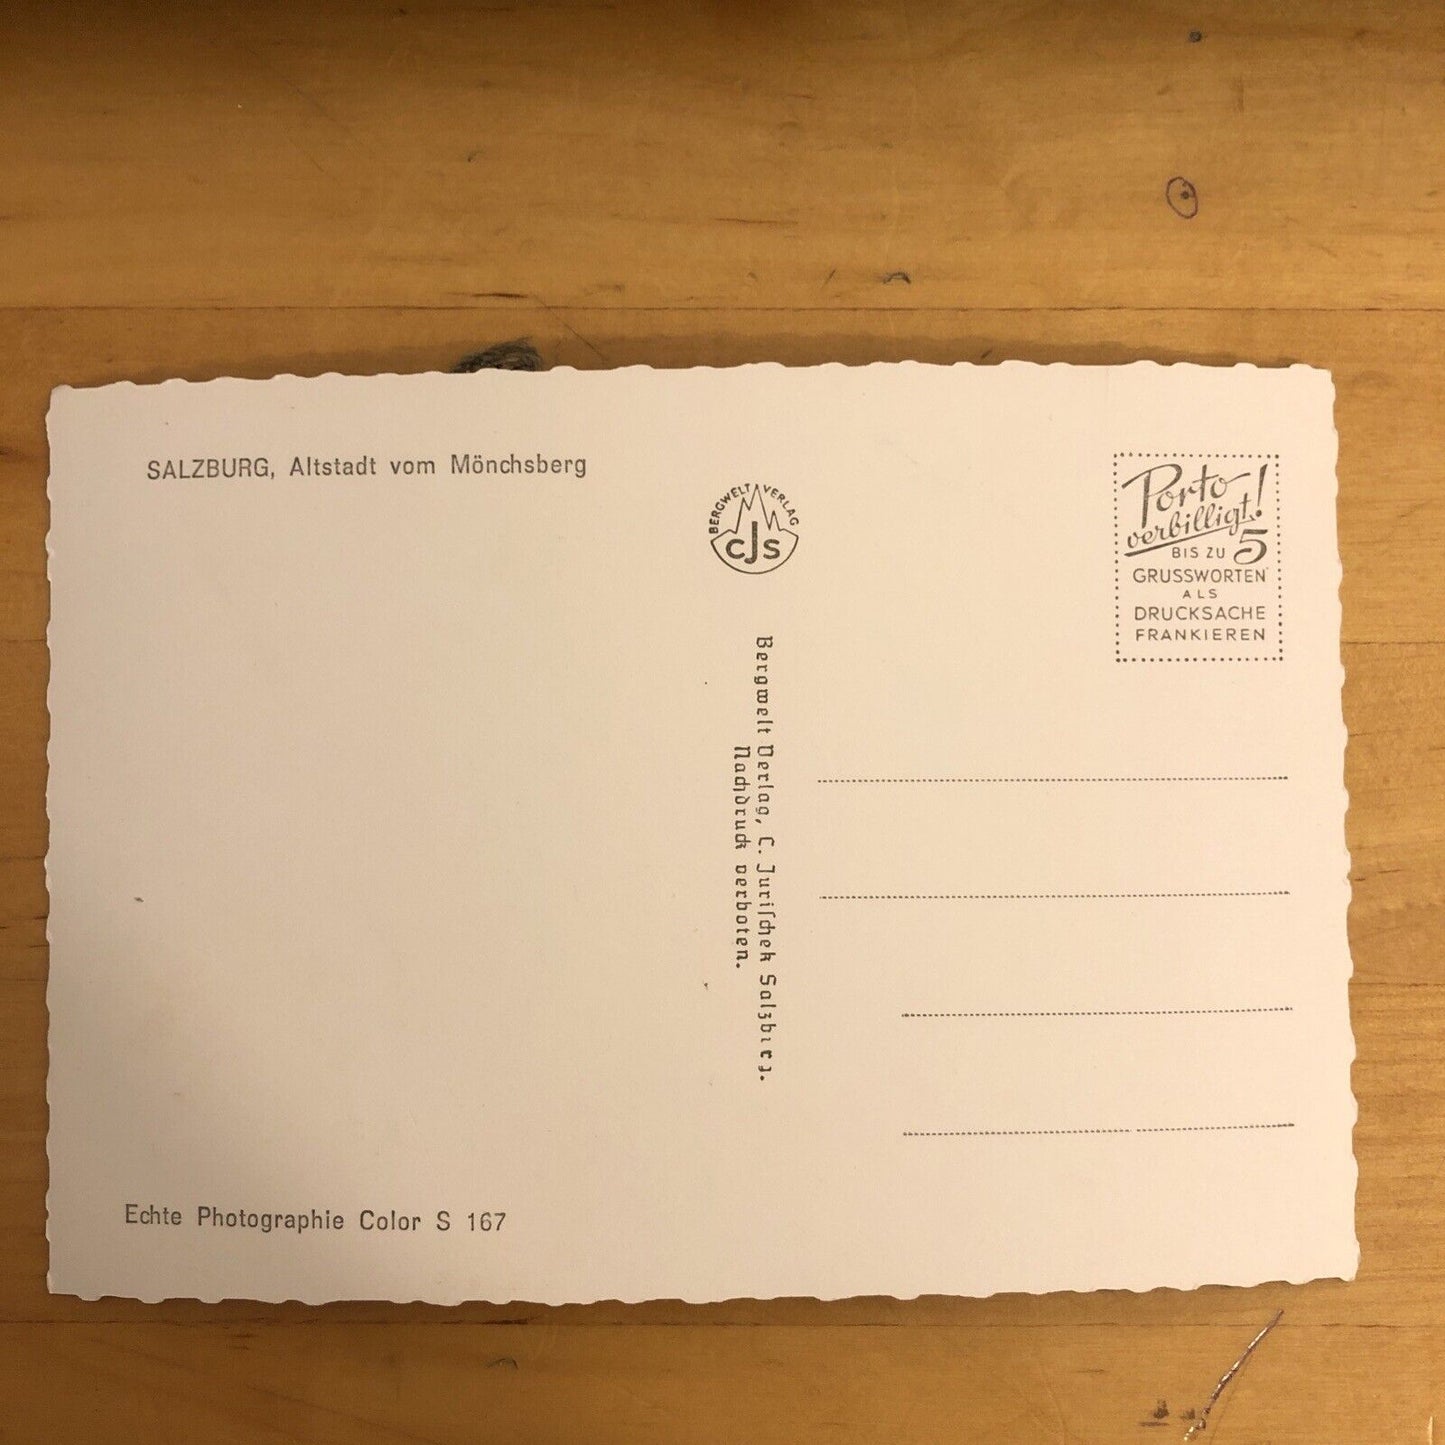 SALZBURG, Altstadt vom Mönchsberg
BERGWELT VERLAG
CJS
Porto
verbilligt!
BIS ZU 5
GRUSSWORTEN
ALS
DRUCKSACHE
FRANKIEREN
Bergwelt Verlag, C. Jurischek Salzburg.
Nachdruck verboten.
Echte Photographie Color S 167